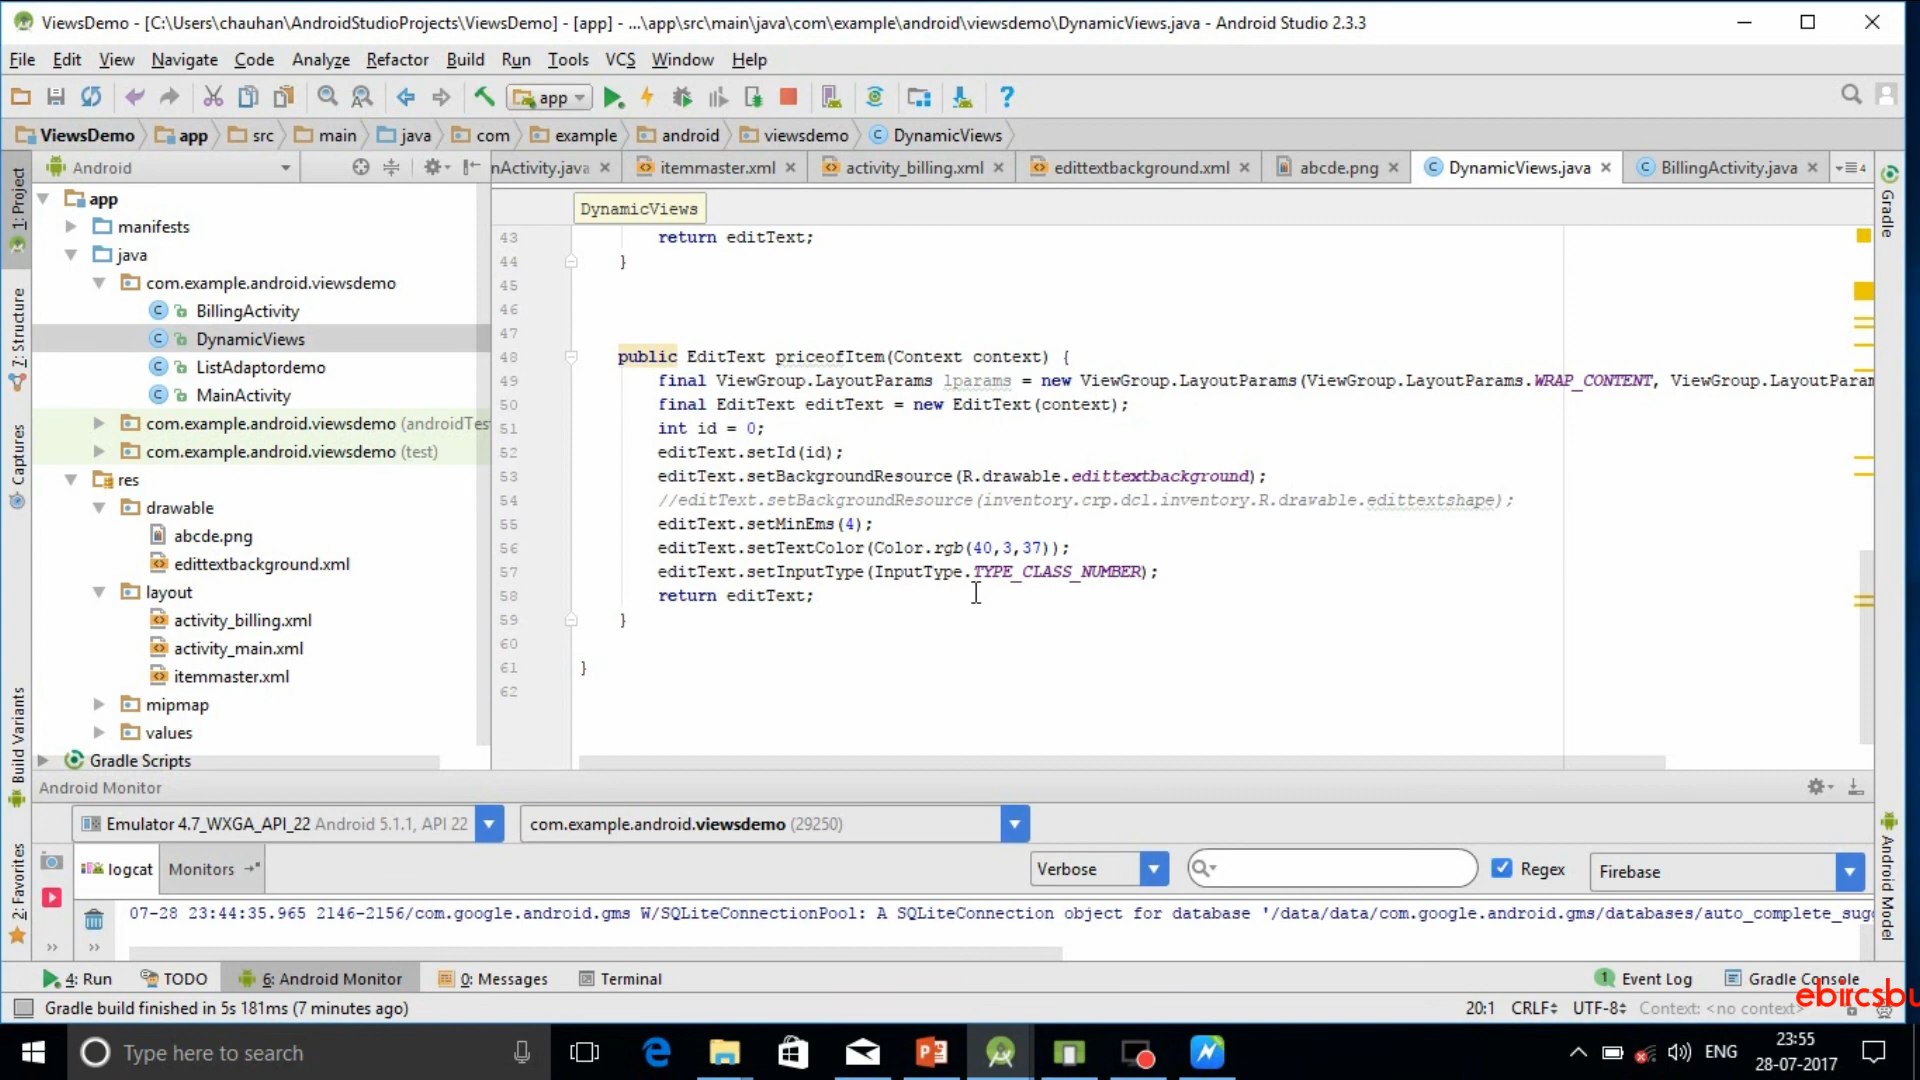 ViewsDemo - [C:\Users\chauhan\AndroidStudioProjects\ViewsDemo] - [app] - ...\app\src\main\java\com\example\android\viewsdemo\DynamicViews.java - Android Studio 2.3.3
File Edit View Navigate Code Analyze Refactor Build Run Tools VCS Window Help
app
ViewsDemo app src main java com example android viewsdemo DynamicViews
Android
nActivity.java itemmaster.xml activity_billing.xml edittextbackground.xml abcde.png DynamicViews.java BillingActivity.java 4
1: Project
7: Structure
Captures
Build Variants
2: Favorites
Gradle
Android Model
app
manifests
java
com.example.android.viewsdemo
BillingActivity
DynamicViews
ListAdaptordemo
MainActivity
com.example.android.viewsdemo (androidTes
com.example.android.viewsdemo (test)
res
drawable
abcde.png
edittextbackground.xml
layout
activity_billing.xml
activity_main.xml
itemmaster.xml
mipmap
values
Gradle Scripts
DynamicViews
43 return editText;
44 }
45
46
47
48 public EditText priceofItem(Context context) {
49 final ViewGroup.LayoutParams lparams = new ViewGroup.LayoutParams(ViewGroup.LayoutParams.WRAP_CONTENT, ViewGroup.LayoutParam
50 final EditText editText = new EditText(context);
51 int id = 0;
52 editText.setId(id);
53 editText.setBackgroundResource(R.drawable.edittextbackground);
54 //editText.setBackgroundResource(inventory.crp.dcl.inventory.R.drawable.edittextshape);
55 editText.setMinEms(4);
56 editText.setTextColor(Color.rgb(40,3,37));
57 editText.setInputType(InputType.TYPE_CLASS_NUMBER);
58 return editText;
59 }
60
61 }
62
Android Monitor
Emulator 4.7_WXGA_API_22 Android 5.1.1, API 22
com.example.android.viewsdemo (29250)
logcat Monitors
Verbose
Regex
Firebase
07-28 23:44:35.965 2146-2156/com.google.android.gms W/SQLiteConnectionPool: A SQLiteConnection object for database '/data/data/com.google.android.gms/databases/auto_complete_sug
4: Run TODO 6: Android Monitor 0: Messages Terminal 1 Event Log Gradle Console
ebircsbu
Gradle build finished in 5s 181ms (7 minutes ago)
20:1 CRLF UTF-8 Context: <no context>
Type here to search
ENG
23:55
28-07-2017